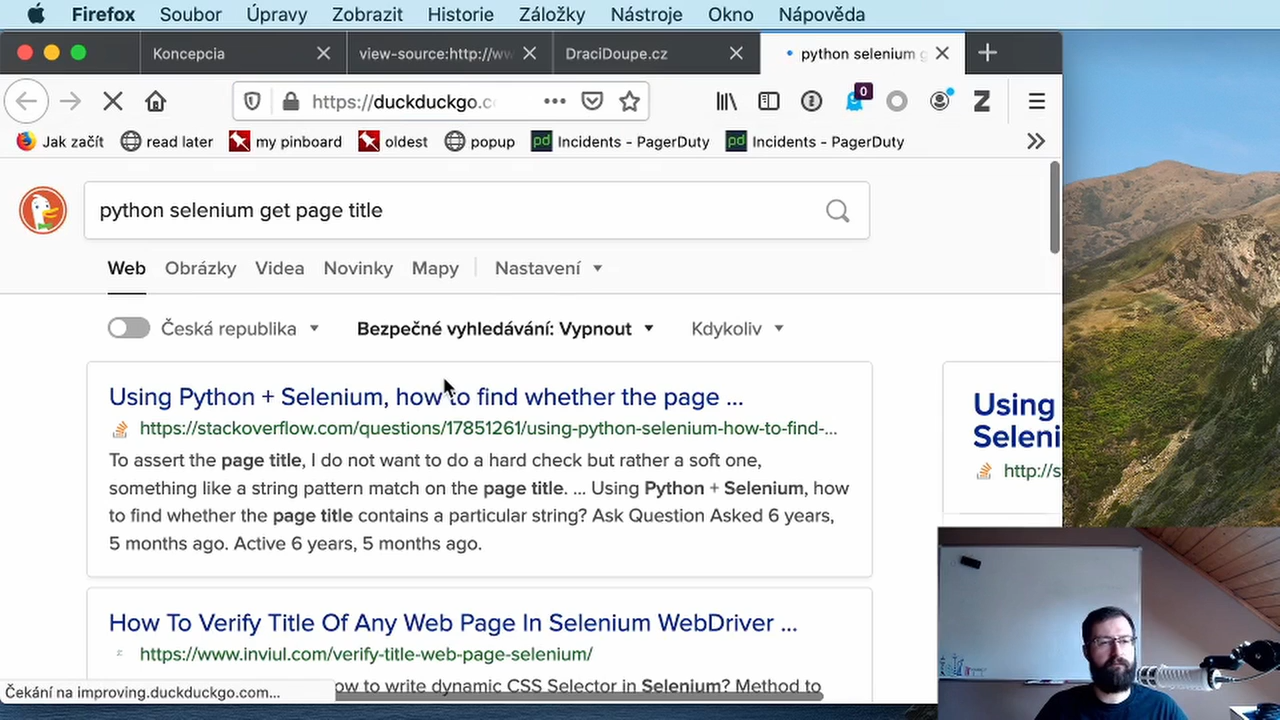 Firefox Soubor Úpravy Zobrazit Historie Záložky Nástroje Okno Nápověda
Koncepcia view-source:http://ww DraciDoupe.cz python selenium g
https://duckduckgo.c ••• 0 Z
Jak začít read later my pinboard oldest popup pd Incidents - PagerDuty pd Incidents - PagerDuty
python selenium get page title
Web Obrázky Videa Novinky Mapy Nastavení
Česká republika Bezpečné vyhledávání: Vypnout Kdykoliv
Using Python + Selenium, how to find whether the page ...
https://stackoverflow.com/questions/17851261/using-python-selenium-how-to-find-...
To assert the page title, I do not want to do a hard check but rather a soft one,
something like a string pattern match on the page title. ... Using Python + Selenium, how
to find whether the page title contains a particular string? Ask Question Asked 6 years,
5 months ago. Active 6 years, 5 months ago.
Using
Seleni
http://s
How To Verify Title Of Any Web Page In Selenium WebDriver ...
https://www.inviul.com/verify-title-web-page-selenium/
ow to write dynamic CSS Selector in Selenium? Method to
Čekání na improving.duckduckgo.com...